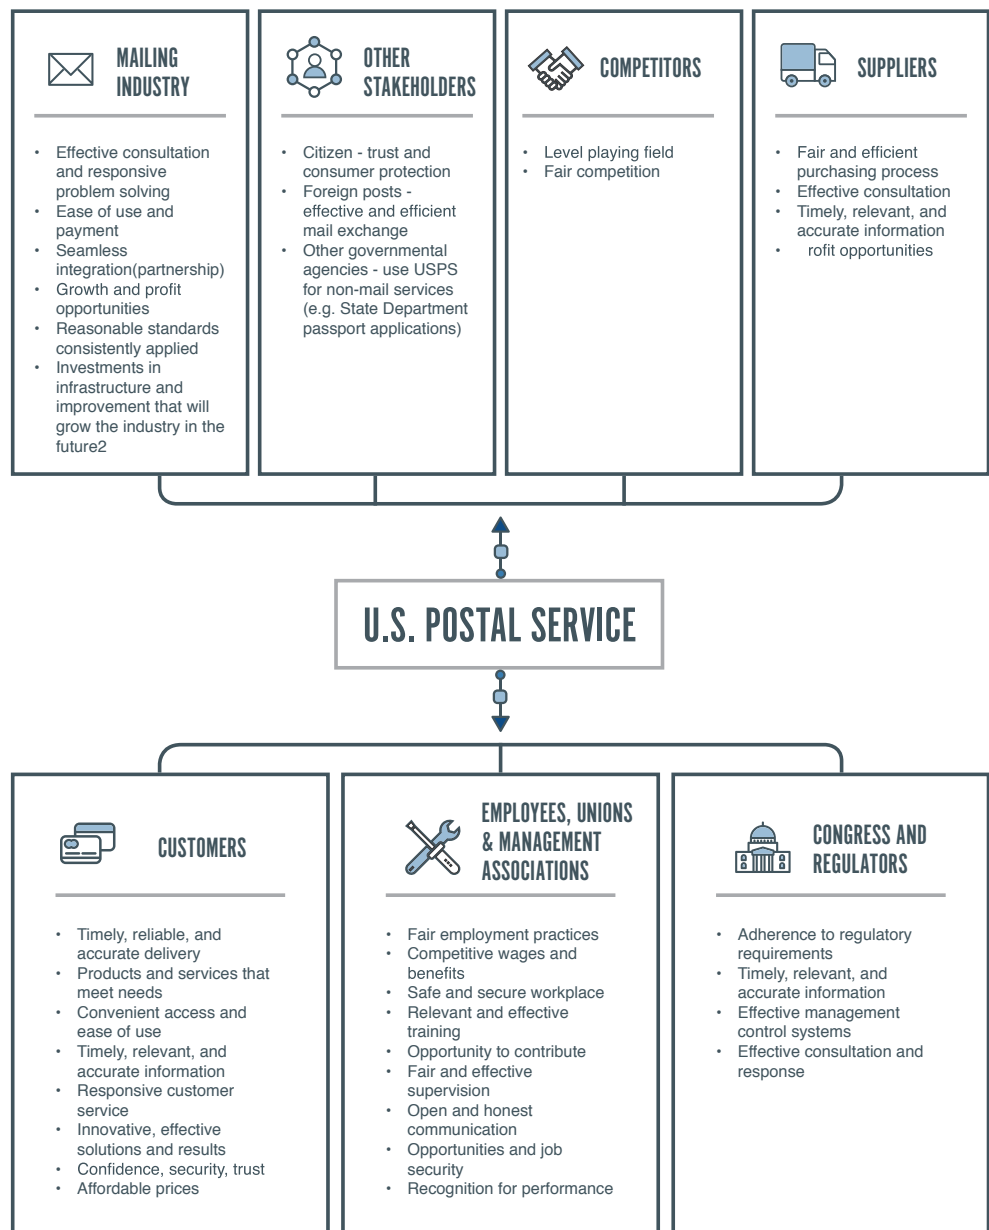 MAILING
INDUSTRY
• Effective consultation
and responsive
problem solving
• Ease of use and
payment
• Seamless
integration(partnership)
• Growth and profit
opportunities
• Reasonable standards
consistently applied
• Investments in
infrastructure and
improvement that will
grow the industry in the
future2
OTHER
STAKEHOLDERS
• Citizen - trust and
consumer protection
• Foreign posts -
effective and efficient
mail exchange
• Other governmental
agencies - use USPS
for non-mail services
(e.g. State Department
passport applications)
COMPETITORS
• Level playing field
• Fair competition
SUPPLIERS
• Fair and efficient
purchasing process
• Effective consultation
• Timely, relevant, and
accurate information
• rofit opportunities
U.S. POSTAL SERVICE
CUSTOMERS
• Timely, reliable, and
accurate delivery
• Products and services that
meet needs
• Convenient access and
ease of use
• Timely, relevant, and
accurate information
• Responsive customer
service
• Innovative, effective
solutions and results
• Confidence, security, trust
• Affordable prices
EMPLOYEES, UNIONS
& MANAGEMENT
ASSOCIATIONS
• Fair employment practices
• Competitive wages and
benefits
• Safe and secure workplace
• Relevant and effective
training
• Opportunity to contribute
• Fair and effective
supervision
• Open and honest
communication
• Opportunities and job
security
• Recognition for performance
CONGRESS AND
REGULATORS
• Adherence to regulatory
requirements
• Timely, relevant, and
accurate information
• Effective management
control systems
• Effective consultation and
response